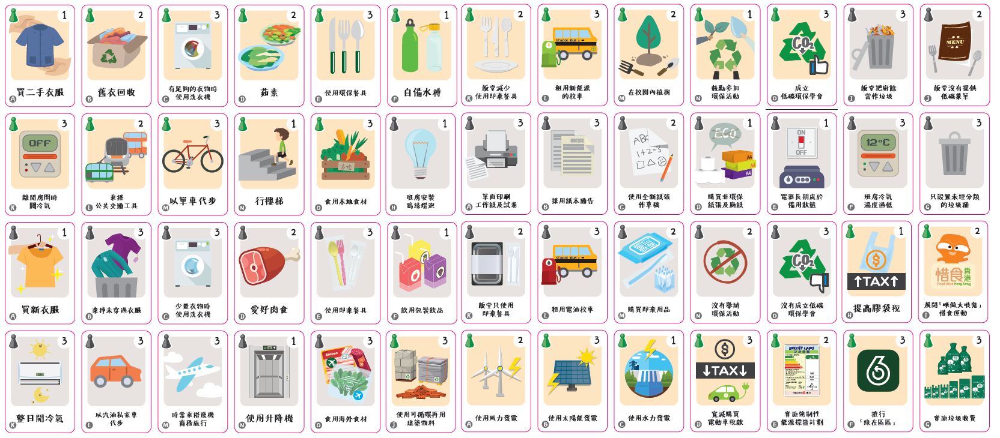 1
買二手衣服
A
2
舊衣回收
B
3
有足夠的衣物時
使用洗衣機
C
2
茹素
D
3
使用環保餐具
E
1
自備水樽
F
2
飯堂減少
使用即棄餐具
K
3
SCHOOL BUS
租用新能源
的校車
L
2
在校園內植樹
M
1
鼓勵參加
環保活動
N
3
CO2
成立
低碳環保學會
O
3
飯堂把廚餘
當作垃圾
I
2
MENU
飯堂沒有提供
低碳菜單
J
3
OFF
離開房間時
關冷氣
K
2
乘搭
公共交通工具
L
3
以單車代步
M
1
行樓梯
N
3
本地
食用本地食材
O
1
班房安裝
鎢絲燈泡
H
3
單面印刷
工作紙及試卷
A
3
NOTICE
採用紙本通告
B
2
ABC
1+2=3
使用全新紙張
作草稿
C
1
ECO
A4
A4
A4
購買非環保
紙張及廁紙
D
1
ON
OFF
電器長期處於
備用狀態
E
3
12°C
班房冷氣
溫度過低
F
3
只設置未經分類
的垃圾桶
G
1
買新衣服
A
3
棄掉未穿過衣服
B
3
少量衣物時
使用洗衣機
C
2
愛好肉食
D
3
使用即棄餐具
E
1
飲用包裝飲品
F
2
飯堂只使用
即棄餐具
K
3
SCHOOL BUS
租用電油校車
L
2
購買即棄用品
M
2
沒有舉辦
環保活動
N
3
CO2
沒有成立低碳
環保學會
O
1
↑TAX↑
提高膠袋稅
H
2
惜食香港
Food Wise Hong Kong
展開「咪做大嘥鬼」
惜食運動
I
3
ON
整日開冷氣
K
3
以汽油私家車
代步
L
3
時常乘搭飛機
商務旅行
M
1
使用升降機
N
3
Bacon
食用海外食材
O
3
使用可循環再用
建築物料
J
2
使用風力發電
A
3
使用太陽能發電
B
1
使用水力發電
C
3
↓TAX↓
寬減購買
電動車稅款
D
2
ENERGY LABEL
實施強制性
能源標籤計劃
E
3
推行
「綠在區區」
F
3
實施垃圾收費
G